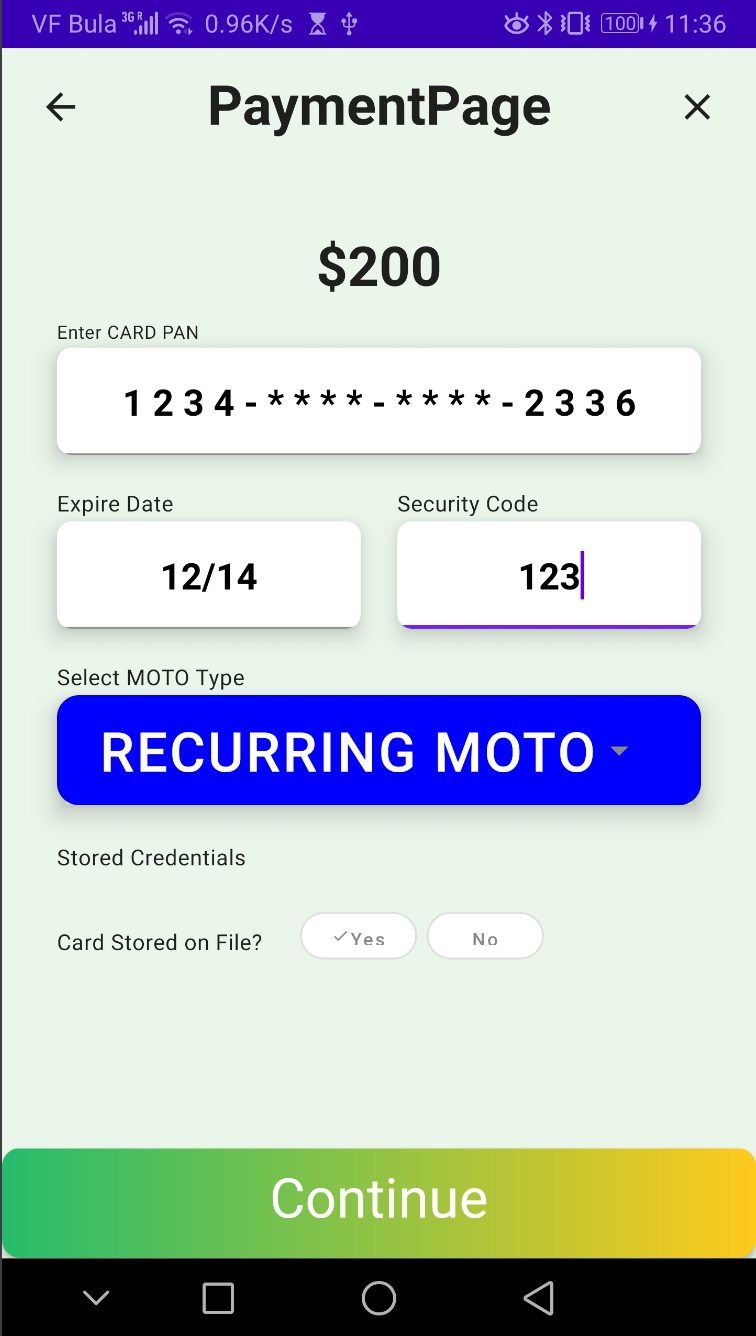 VF Bula 3G R 0.96K/s 100 11:36
PaymentPage
$200
Enter CARD PAN
1234-****-****-2336
Expire Date Security Code
12/14 123
Select MOTO Type
RECURRING MOTO
Stored Credentials
Card Stored on File? Yes No
Continue